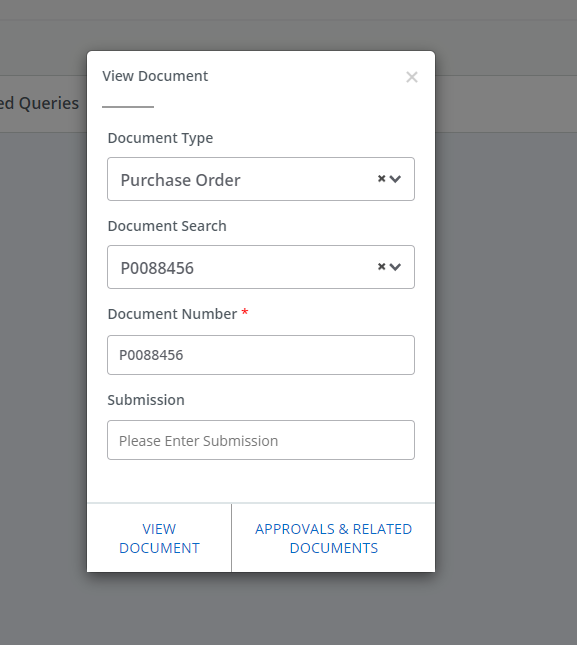 View Document
×
ed Queries
Document Type
Purchase Order
Document Search
P0088456
Document Number *
P0088456
Submission
Please Enter Submission
VIEW
DOCUMENT
APPROVALS & RELATED
DOCUMENTS